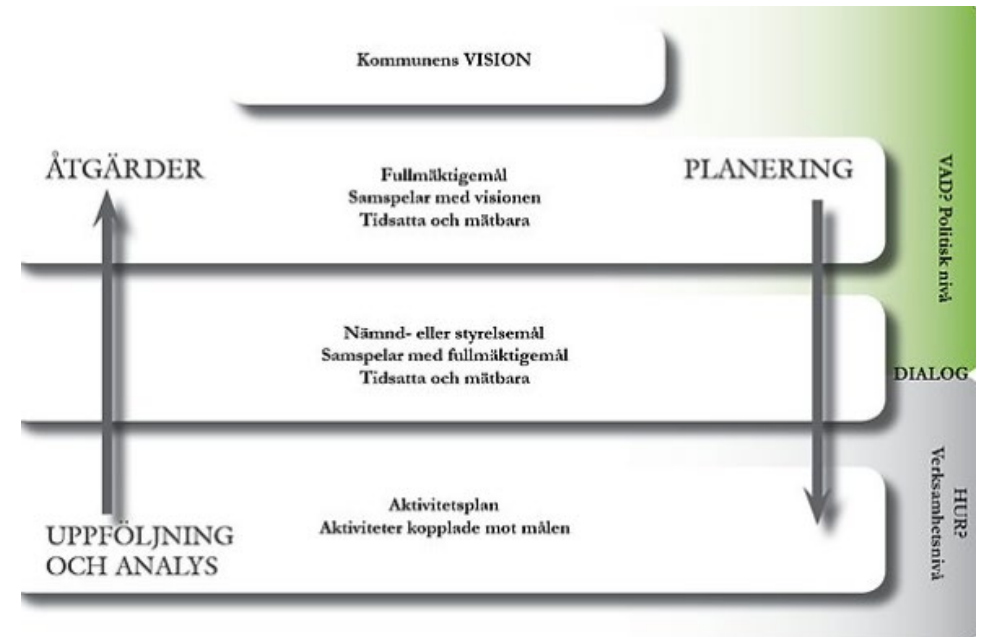 Kommunens VISION
ÅTGÄRDER
Fullmäktigemål
Samspelar med visionen
Tidsatta och mätbara
PLANERING
VAD? Politisk nivå
Nämnd- eller styrelsemål
Samspelar med fullmäktigemål
Tidsatta och mätbara
DIALOG
UPPFÖLJNING
OCH ANALYS
Aktivitetsplan
Aktiviteter kopplade mot målen
HUR?
Verksamhetsnivå